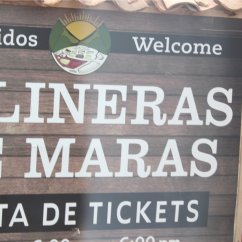 idos Welcome
LINERAS
E MARAS
TA DE TICKETS